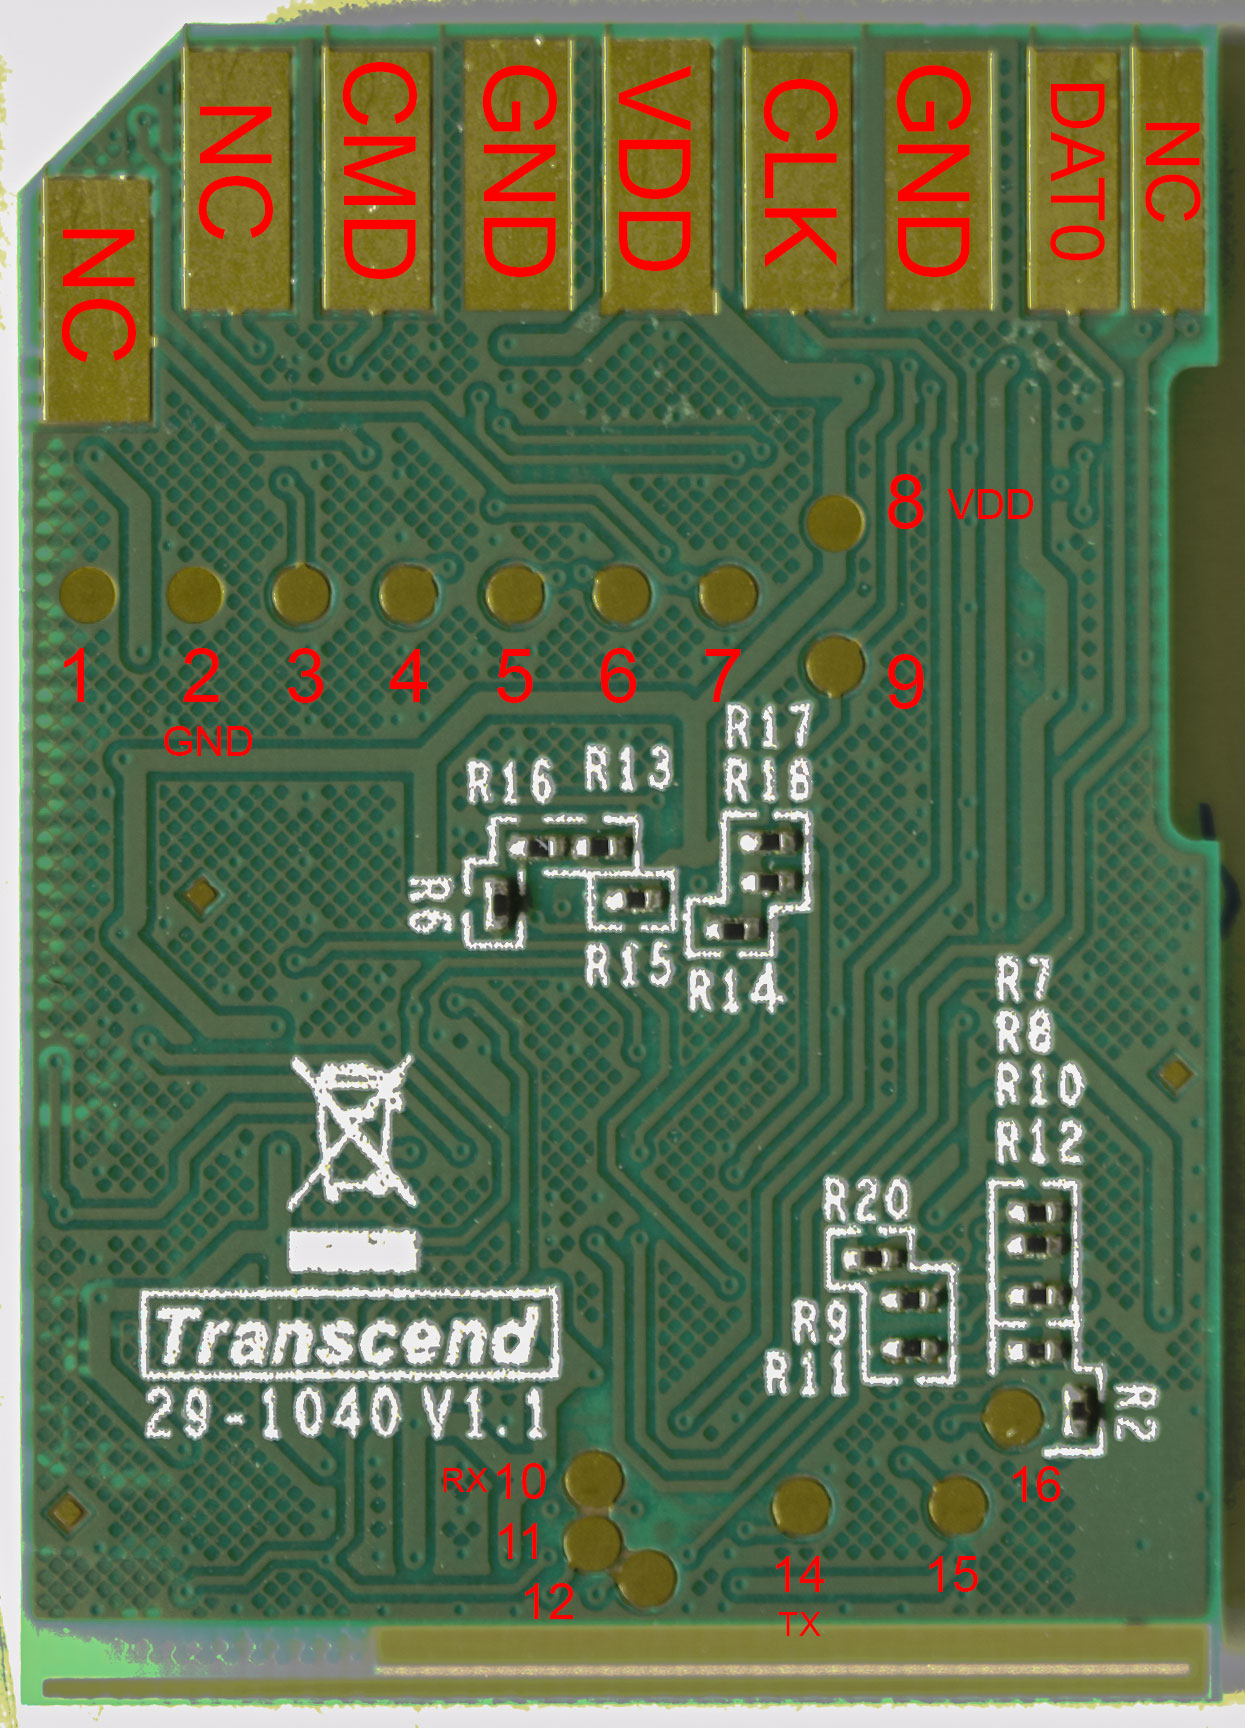 NC
NC
CMD
GND
VDD
CLK
GND
DAT0
NC
8 VDD
1 2 3 4 5 6 7
9
GND
R17
R16 R13
R18
R6
R15
R14
R7
R8
R10
R12
R20
Transcend
R9
R11
29-1040 V1.1
R2
RX 10
16
11
12
14
15
TX